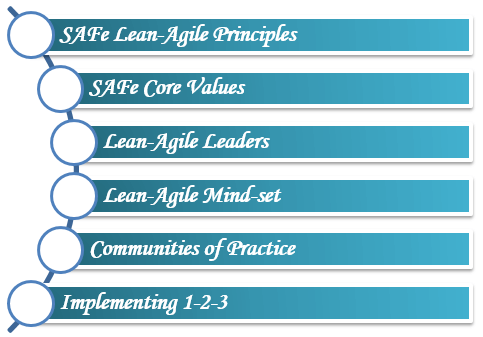 SAFe Lean-Agile Principles
SAFe Core Values
Lean-Agile Leaders
Lean-Agile Mind-set
Communities of Practice
Implementing 1-2-3